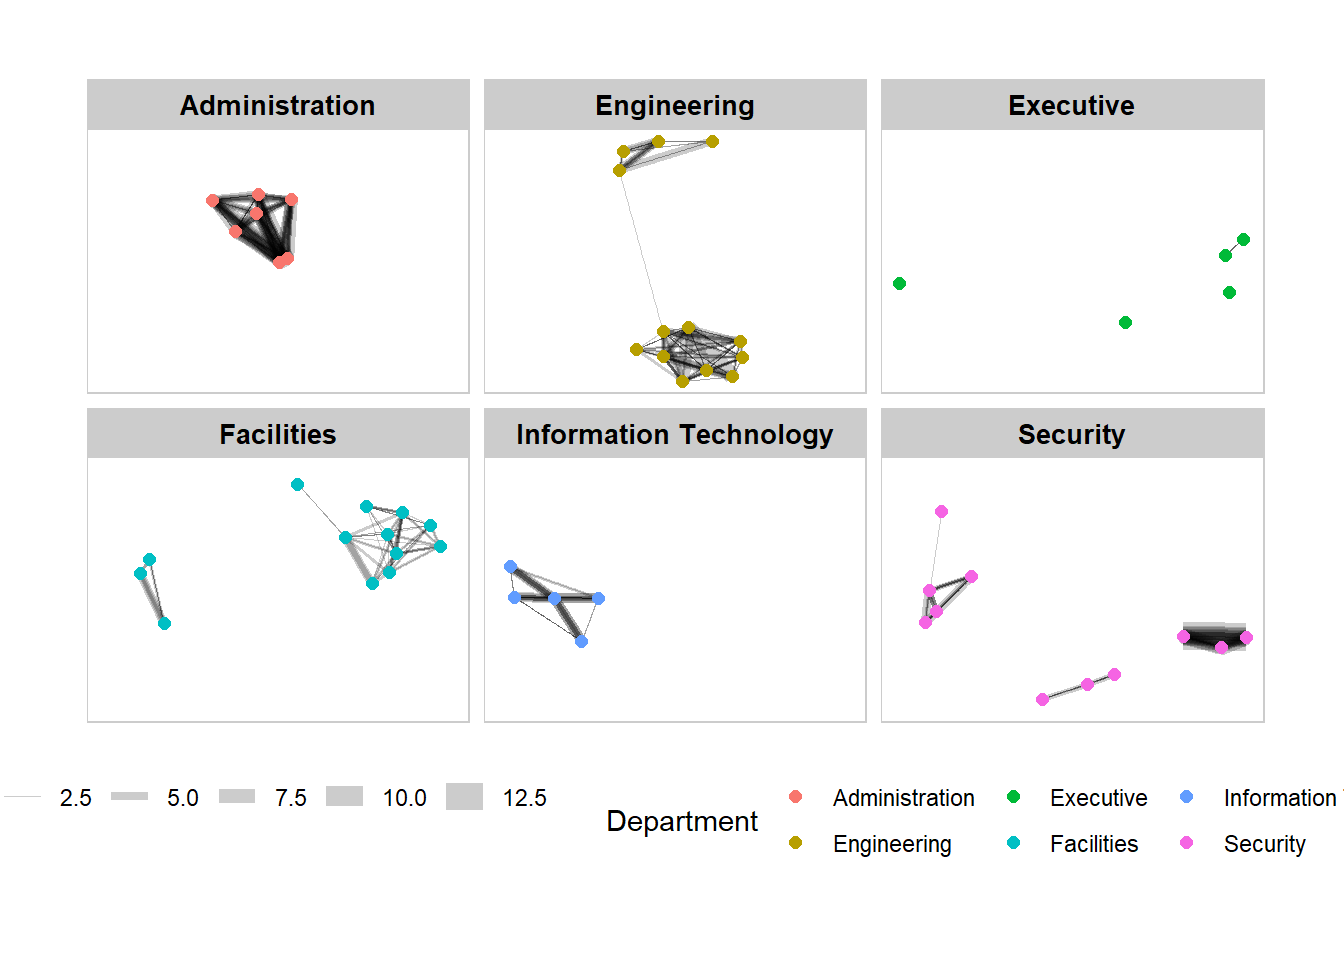 Administration
Engineering
Executive
Facilities
Information Technology
Security
2.5 5.0 7.5 10.0 12.5
Department
Administration Executive Information
Engineering Facilities Security